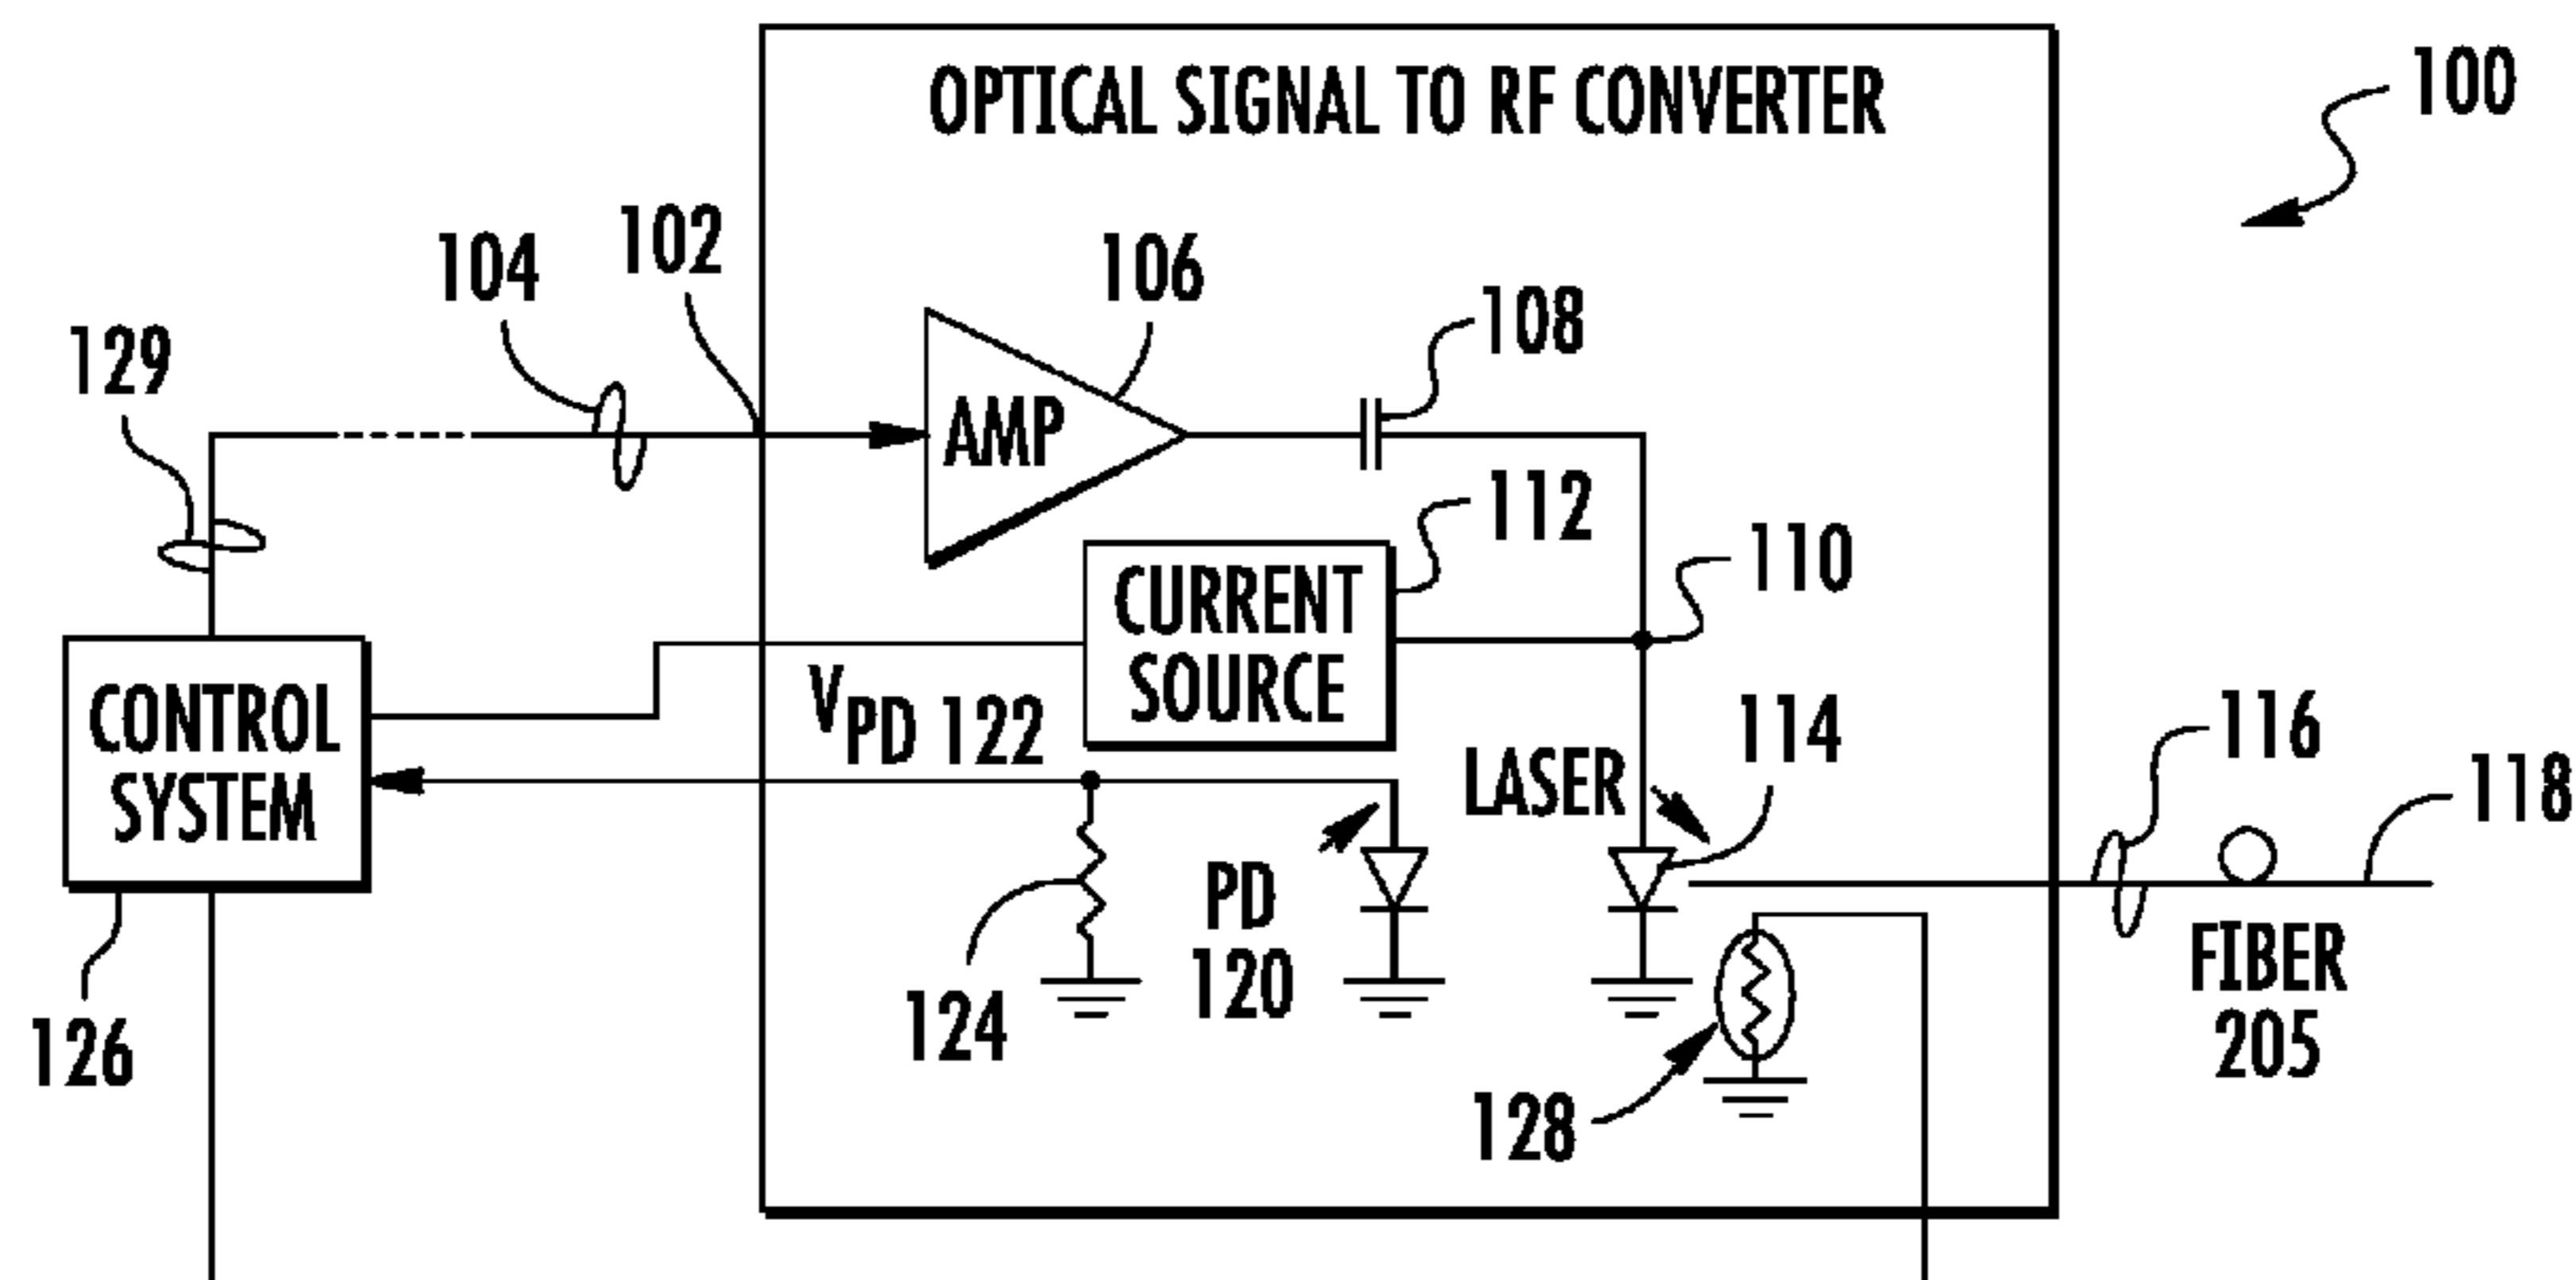 OPTICAL SIGNAL TO RF CONVERTER
100
102
104
106
108
129
AMP
112
110
CURRENT
SOURCE
CONTROL
SYSTEM
VPD 122
LASER
114
116
118
PD
120
124
FIBER
205
126
128